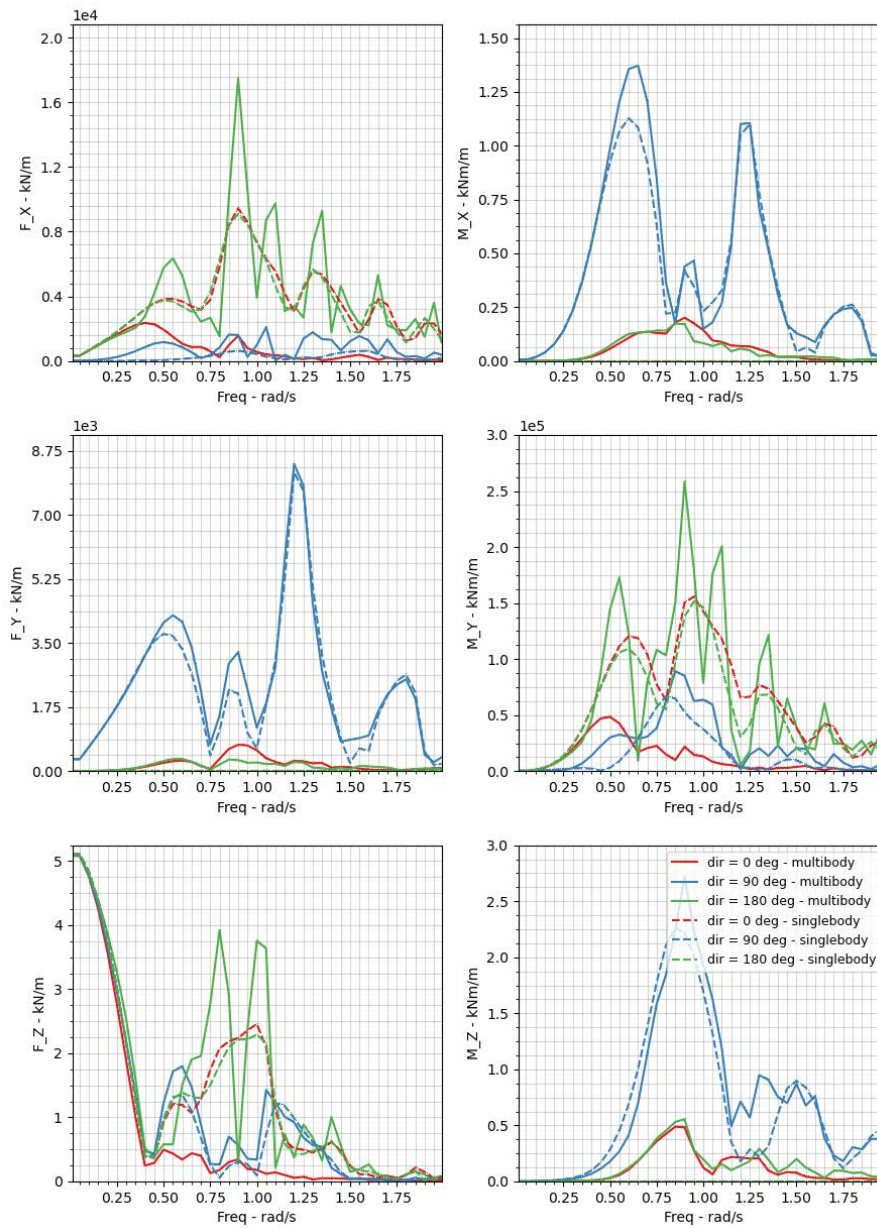 1e4
2.0
1.6
1.2
0.8
0.4
0.0
F_X - kN/m
0.25 0.50 0.75 1.00 1.25 1.50 1.75
Freq - rad/s
1.50
1.25
1.00
0.75
0.50
0.25
0.00
M_X - kNm/m
0.25 0.50 0.75 1.00 1.25 1.50 1.75
Freq - rad/s
1e3
8.75
7.00
5.25
3.50
1.75
0.00
F_Y - kN/m
0.25 0.50 0.75 1.00 1.25 1.50 1.75
Freq - rad/s
1e5
3.0
2.5
2.0
1.5
1.0
0.5
0.0
M_Y - kNm/m
0.25 0.50 0.75 1.00 1.25 1.50 1.75
Freq - rad/s
5
4
3
2
1
0
F_Z - kN/m
0.25 0.50 0.75 1.00 1.25 1.50 1.75
Freq - rad/s
3.0
2.5
2.0
1.5
1.0
0.5
0.0
M_Z - kNm/m
0.25 0.50 0.75 1.00 1.25 1.50 1.75
Freq - rad/s
dir = 0 deg - multibody
dir = 90 deg - multibody
dir = 180 deg - multibody
dir = 0 deg - singlebody
dir = 90 deg - singlebody
dir = 180 deg - singlebody